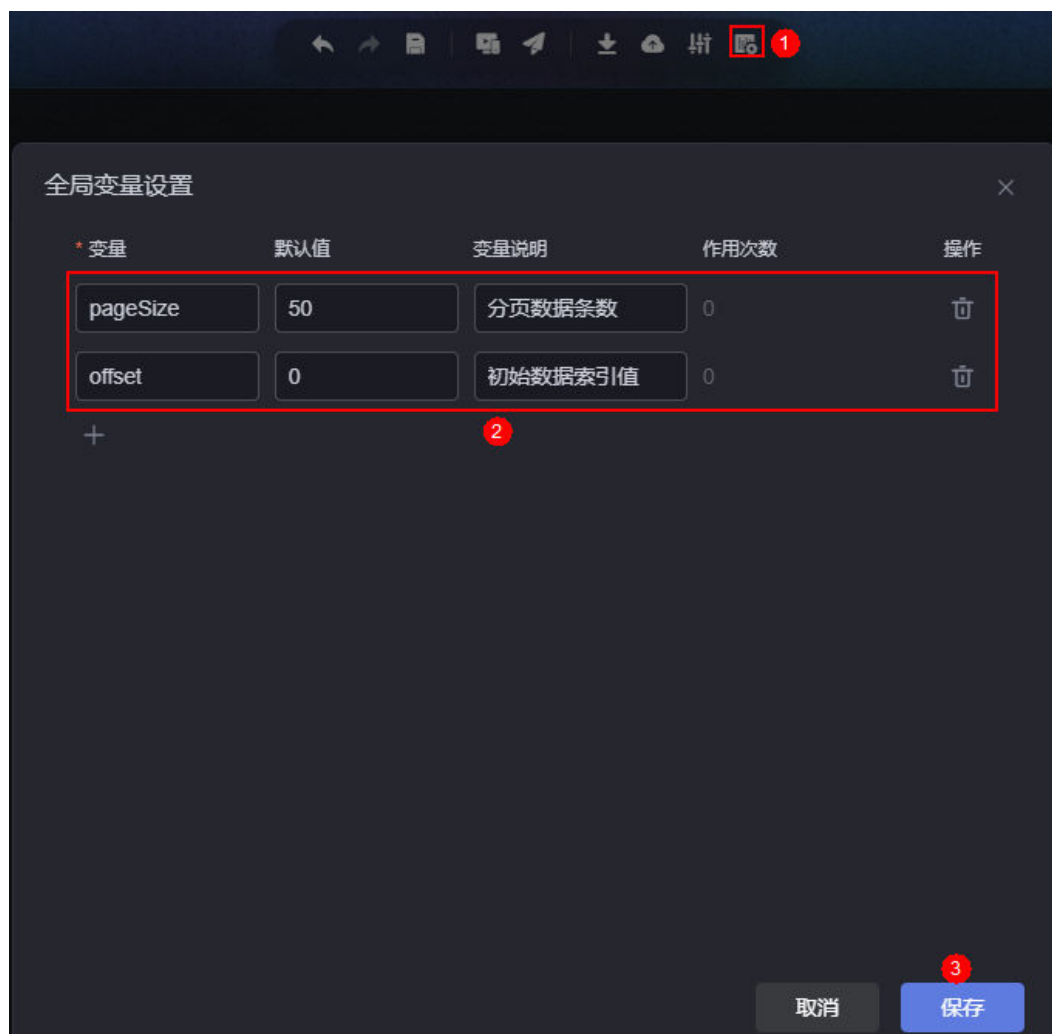 1
全局变量设置
* 变量 默认值 变量说明 作用次数 操作
pageSize 50 分页数据条数 0
offset 0 初始数据索引值 0
2
3
取消 保存